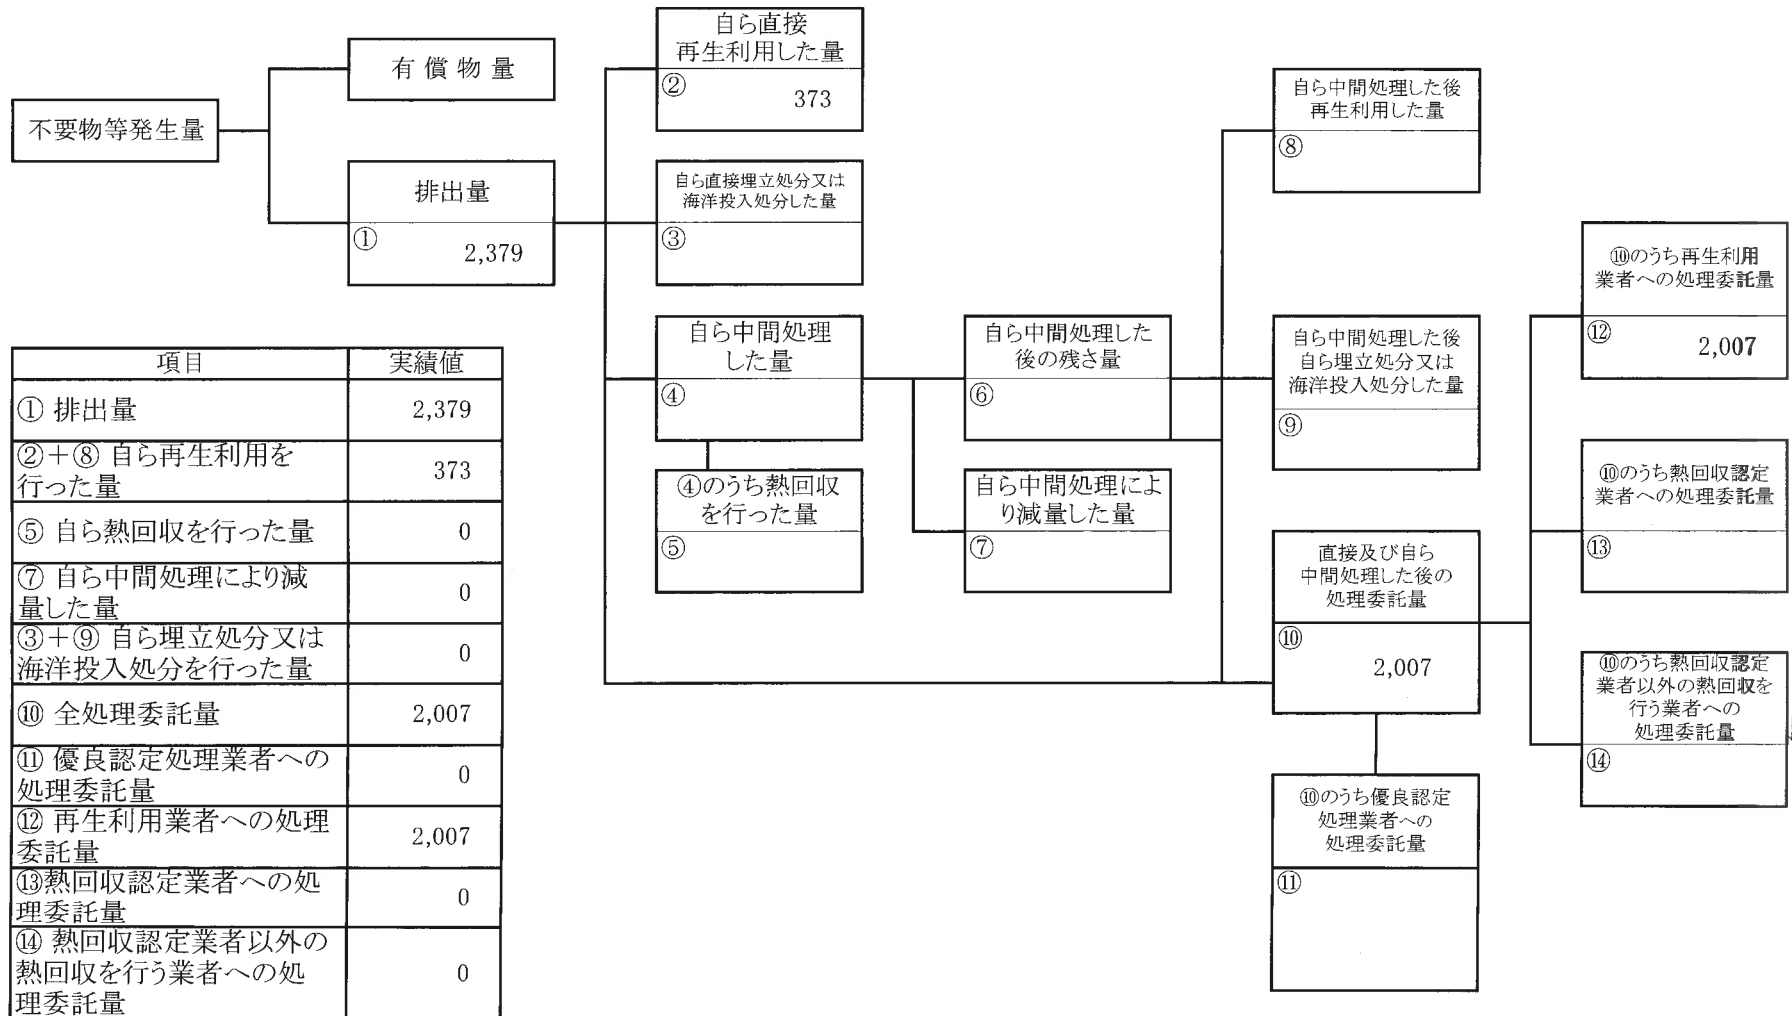 不要物等発生量
有償物量
排出量
①
2,379
自ら直接
再生利用した量
②
373
自ら直接埋立処分又は
海洋投入処分した量
③
自ら中間処理
した量
④
④のうち熱回収
を行った量
⑤
自ら中間処理した
後の残さ量
⑥
自ら中間処理によ
り減量した量
⑦
自ら中間処理した後
再生利用した量
⑧
自ら中間処理した後
自ら埋立処分又は
海洋投入処分した量
⑨
直接及び自ら
中間処理した後の
処理委託量
⑩
2,007
⑩のうち優良認定
処理業者への
処理委託量
⑪
⑩のうち再生利用
業者への処理委託量
⑫
2,007
⑩のうち熱回収認定
業者への処理委託量
⑬
⑩のうち熱回収認定
業者以外の熱回収を
行う業者への
処理委託量
⑭
項目 実績値
① 排出量 2,379
②＋⑧ 自ら再生利用を
行った量 373
⑤ 自ら熱回収を行った量 0
⑦ 自ら中間処理により減
量した量 0
③＋⑨ 自ら埋立処分又は
海洋投入処分を行った量 0
⑩ 全処理委託量 2,007
⑪ 優良認定処理業者への
処理委託量 0
⑫ 再生利用業者への処理
委託量 2,007
⑬熱回収認定業者への処
理委託量 0
⑭ 熱回収認定業者以外の
熱回収を行う業者への処 0
理委託量